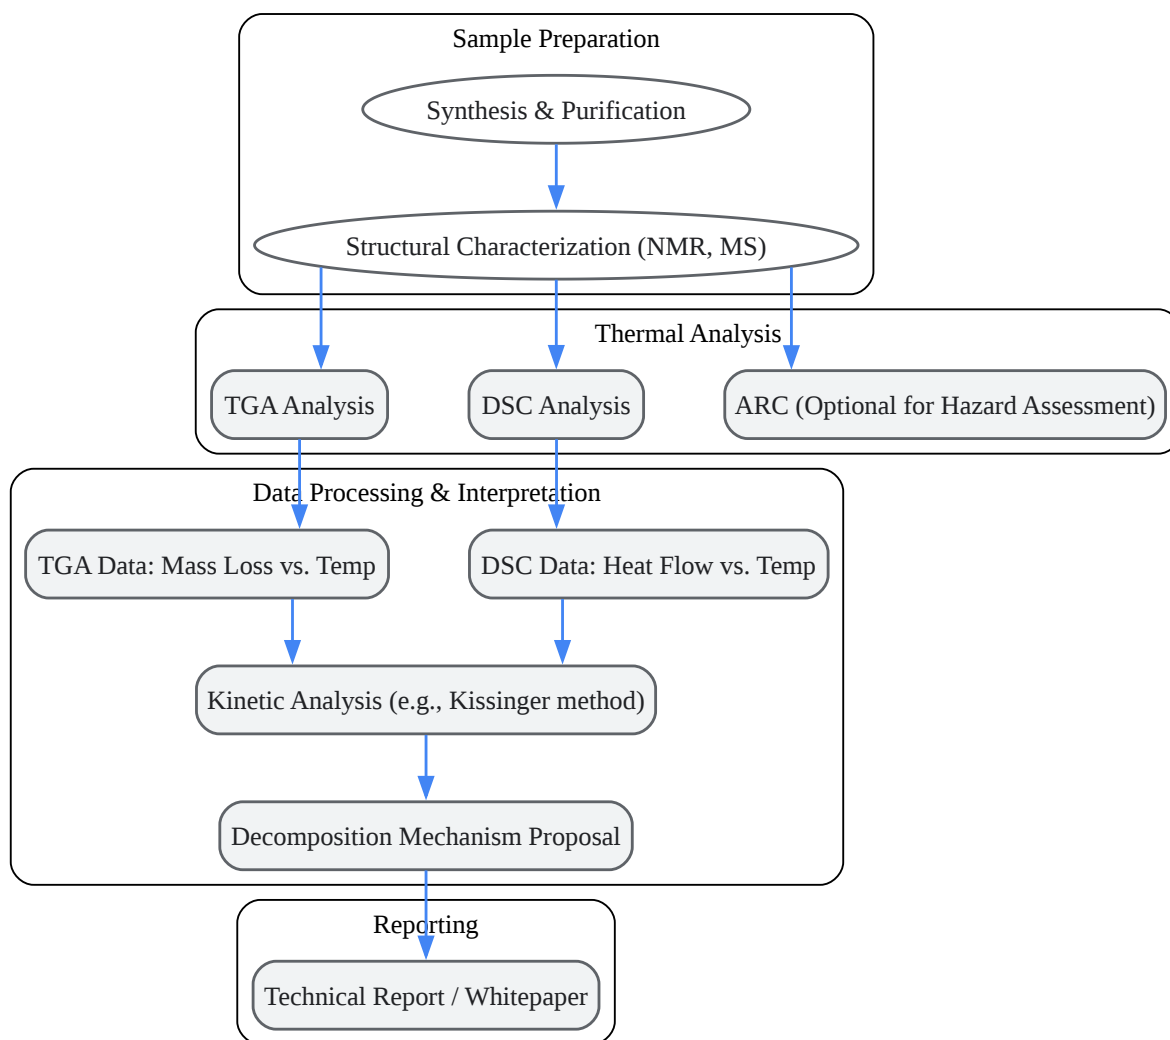 Sample Preparation
Synthesis & Purification
Structural Characterization (NMR, MS)
Thermal Analysis
TGA Analysis
DSC Analysis
ARC (Optional for Hazard Assessment)
Data Processing & Interpretation
TGA Data: Mass Loss vs. Temp
DSC Data: Heat Flow vs. Temp
Kinetic Analysis (e.g., Kissinger method)
Decomposition Mechanism Proposal
Reporting
Technical Report / Whitepaper